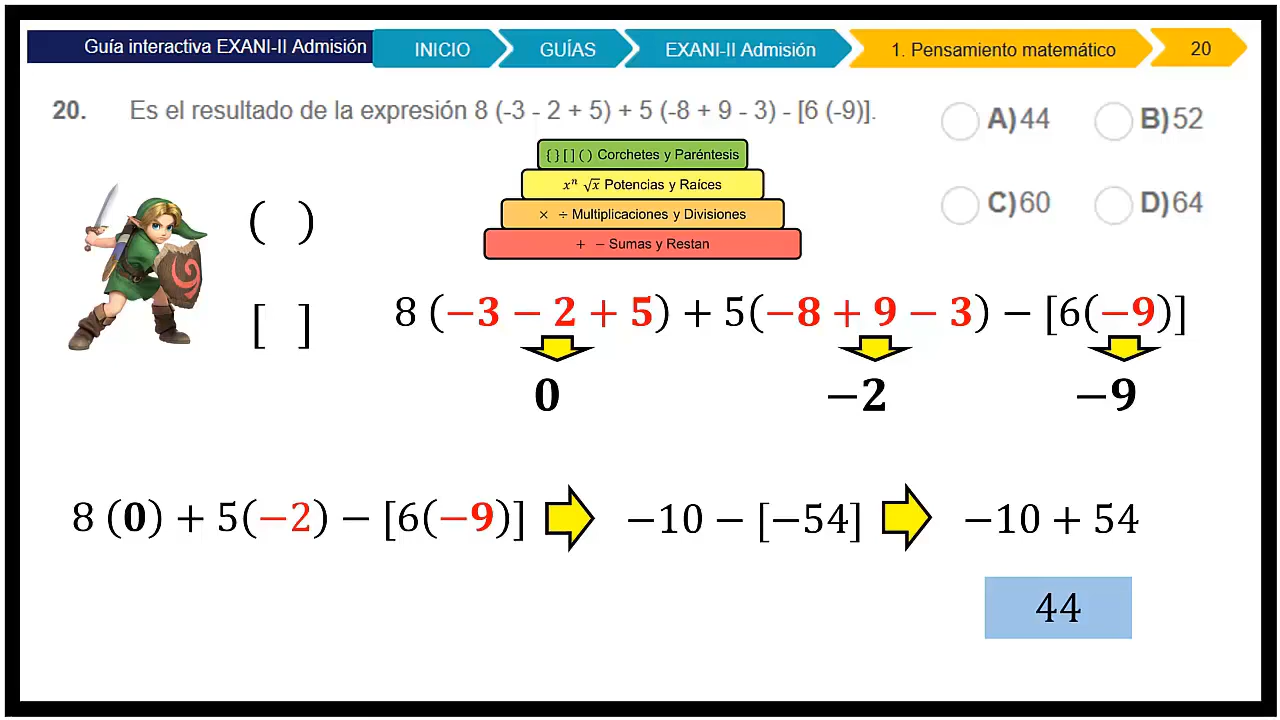 Guía interactiva EXANI-II Admisión INICIO GUÍAS EXANI-II Admisión 1. Pensamiento matemático 20
20. Es el resultado de la expresión 8 (-3 - 2 + 5) + 5 (-8 + 9 - 3) - [6 (-9)].
A) 44 B) 52
C) 60 D) 64
{ } [ ] ( ) Corchetes y Paréntesis
xⁿ √x Potencias y Raíces
× ÷ Multiplicaciones y Divisiones
+ − Sumas y Restan
( )
[ ]
8 (−3 − 2 + 5) + 5(−8 + 9 − 3) − [6(−9)]
0 −2 −9
8 (0) + 5(−2) − [6(−9)] −10 − [−54] −10 + 54
44